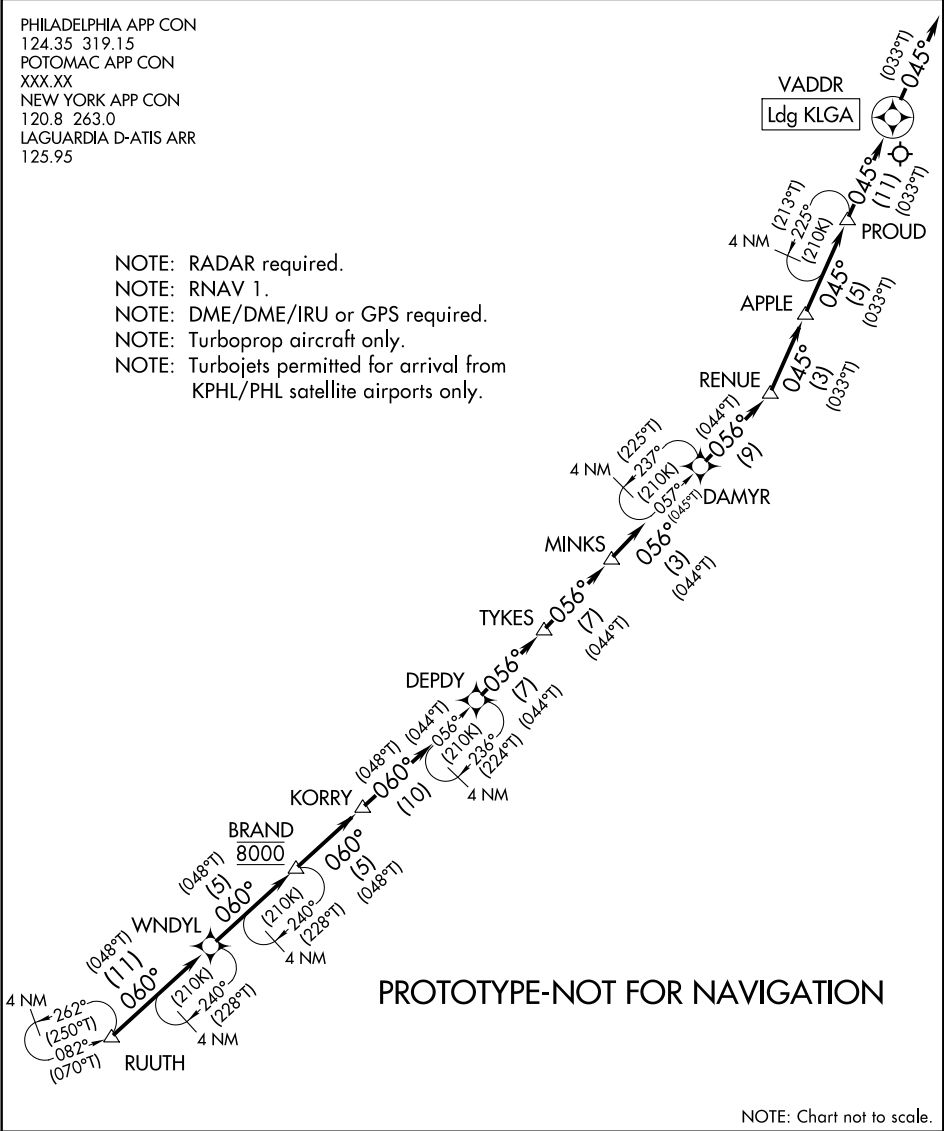 PHILADELPHIA APP CON
124.35 319.15
POTOMAC APP CON
XXX.XX
NEW YORK APP CON
120.8 263.0
LAGUARDIA D-ATIS ARR
125.95
(033°T)
045°
VADDR
Ldg KLGA
045°
(11)
(033°T)
(213°T)
225°
(210K)
4 NM
PROUD
NOTE: RADAR required.
NOTE: RNAV 1.
NOTE: DME/DME/IRU or GPS required.
NOTE: Turboprop aircraft only.
NOTE: Turbojets permitted for arrival from
KPHL/PHL satellite airports only.
045°
(5)
(033°T)
APPLE
045°
(3)
(033°T)
RENUE
(044°T)
056°
(9)
(225°T)
237°
(210K)
057°
(045°T)
4 NM
DAMYR
056°
(3)
(044°T)
MINKS
056°
(7)
(044°T)
TYKES
056°
(7)
(044°T)
DEPDY
(044°T)
056°
(210K)
236°
(224°T)
4 NM
(048°T)
060°
(10)
KORRY
060°
(5)
(048°T)
BRAND
8000
(210K)
240°
(228°T)
4 NM
(048°T)
(5)
060°
WNDYL
(210K)
240°
(228°T)
4 NM
(048°T)
(11)
060°
4 NM
262°
(250°T)
082°
(070°T)
RUUTH
PROTOTYPE-NOT FOR NAVIGATION
NOTE: Chart not to scale.